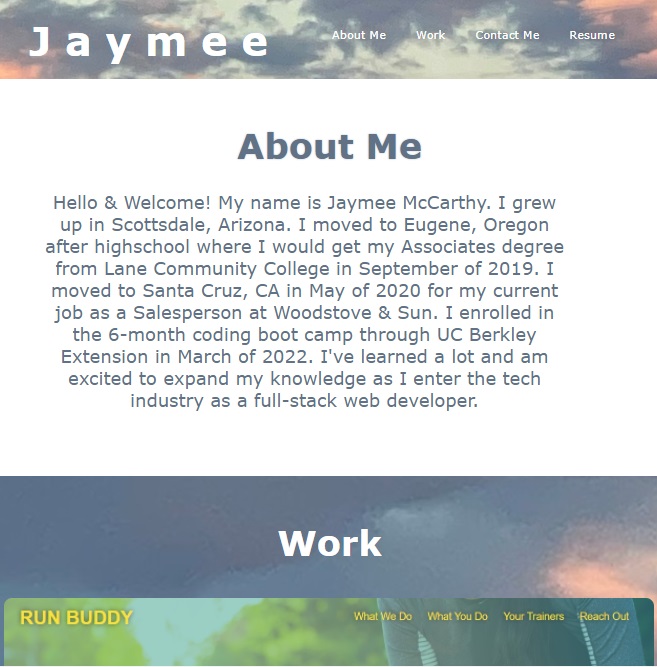 Jaymee
About Me Work Contact Me Resume
About Me
Hello & Welcome! My name is Jaymee McCarthy. I grew
up in Scottsdale, Arizona. I moved to Eugene, Oregon
after highschool where I would get my Associates degree
from Lane Community College in September of 2019. I
moved to Santa Cruz, CA in May of 2020 for my current
job as a Salesperson at Woodstove & Sun. I enrolled in
the 6-month coding boot camp through UC Berkley
Extension in March of 2022. I've learned a lot and am
excited to expand my knowledge as I enter the tech
industry as a full-stack web developer.
Work
RUN BUDDY
What We Do What You Do Your Trainers Reach Out